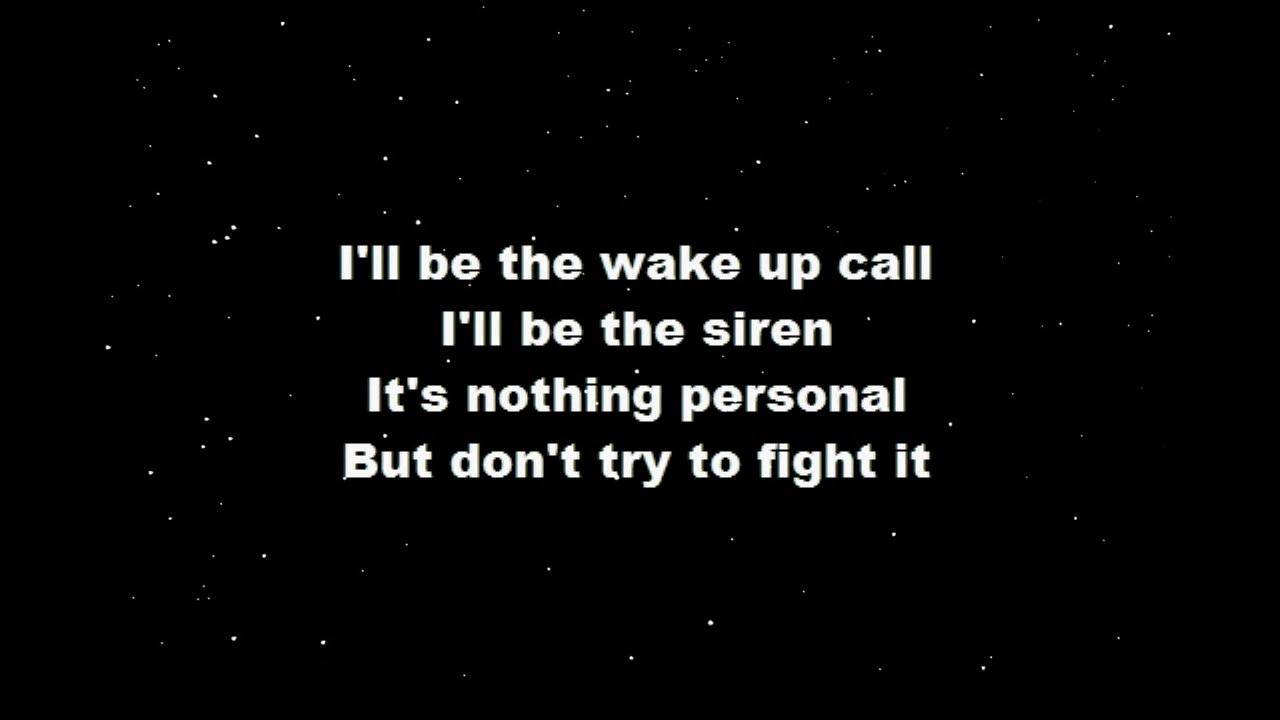 I'll be the wake up call
I'll be the siren
It's nothing personal
But don't try to fight it